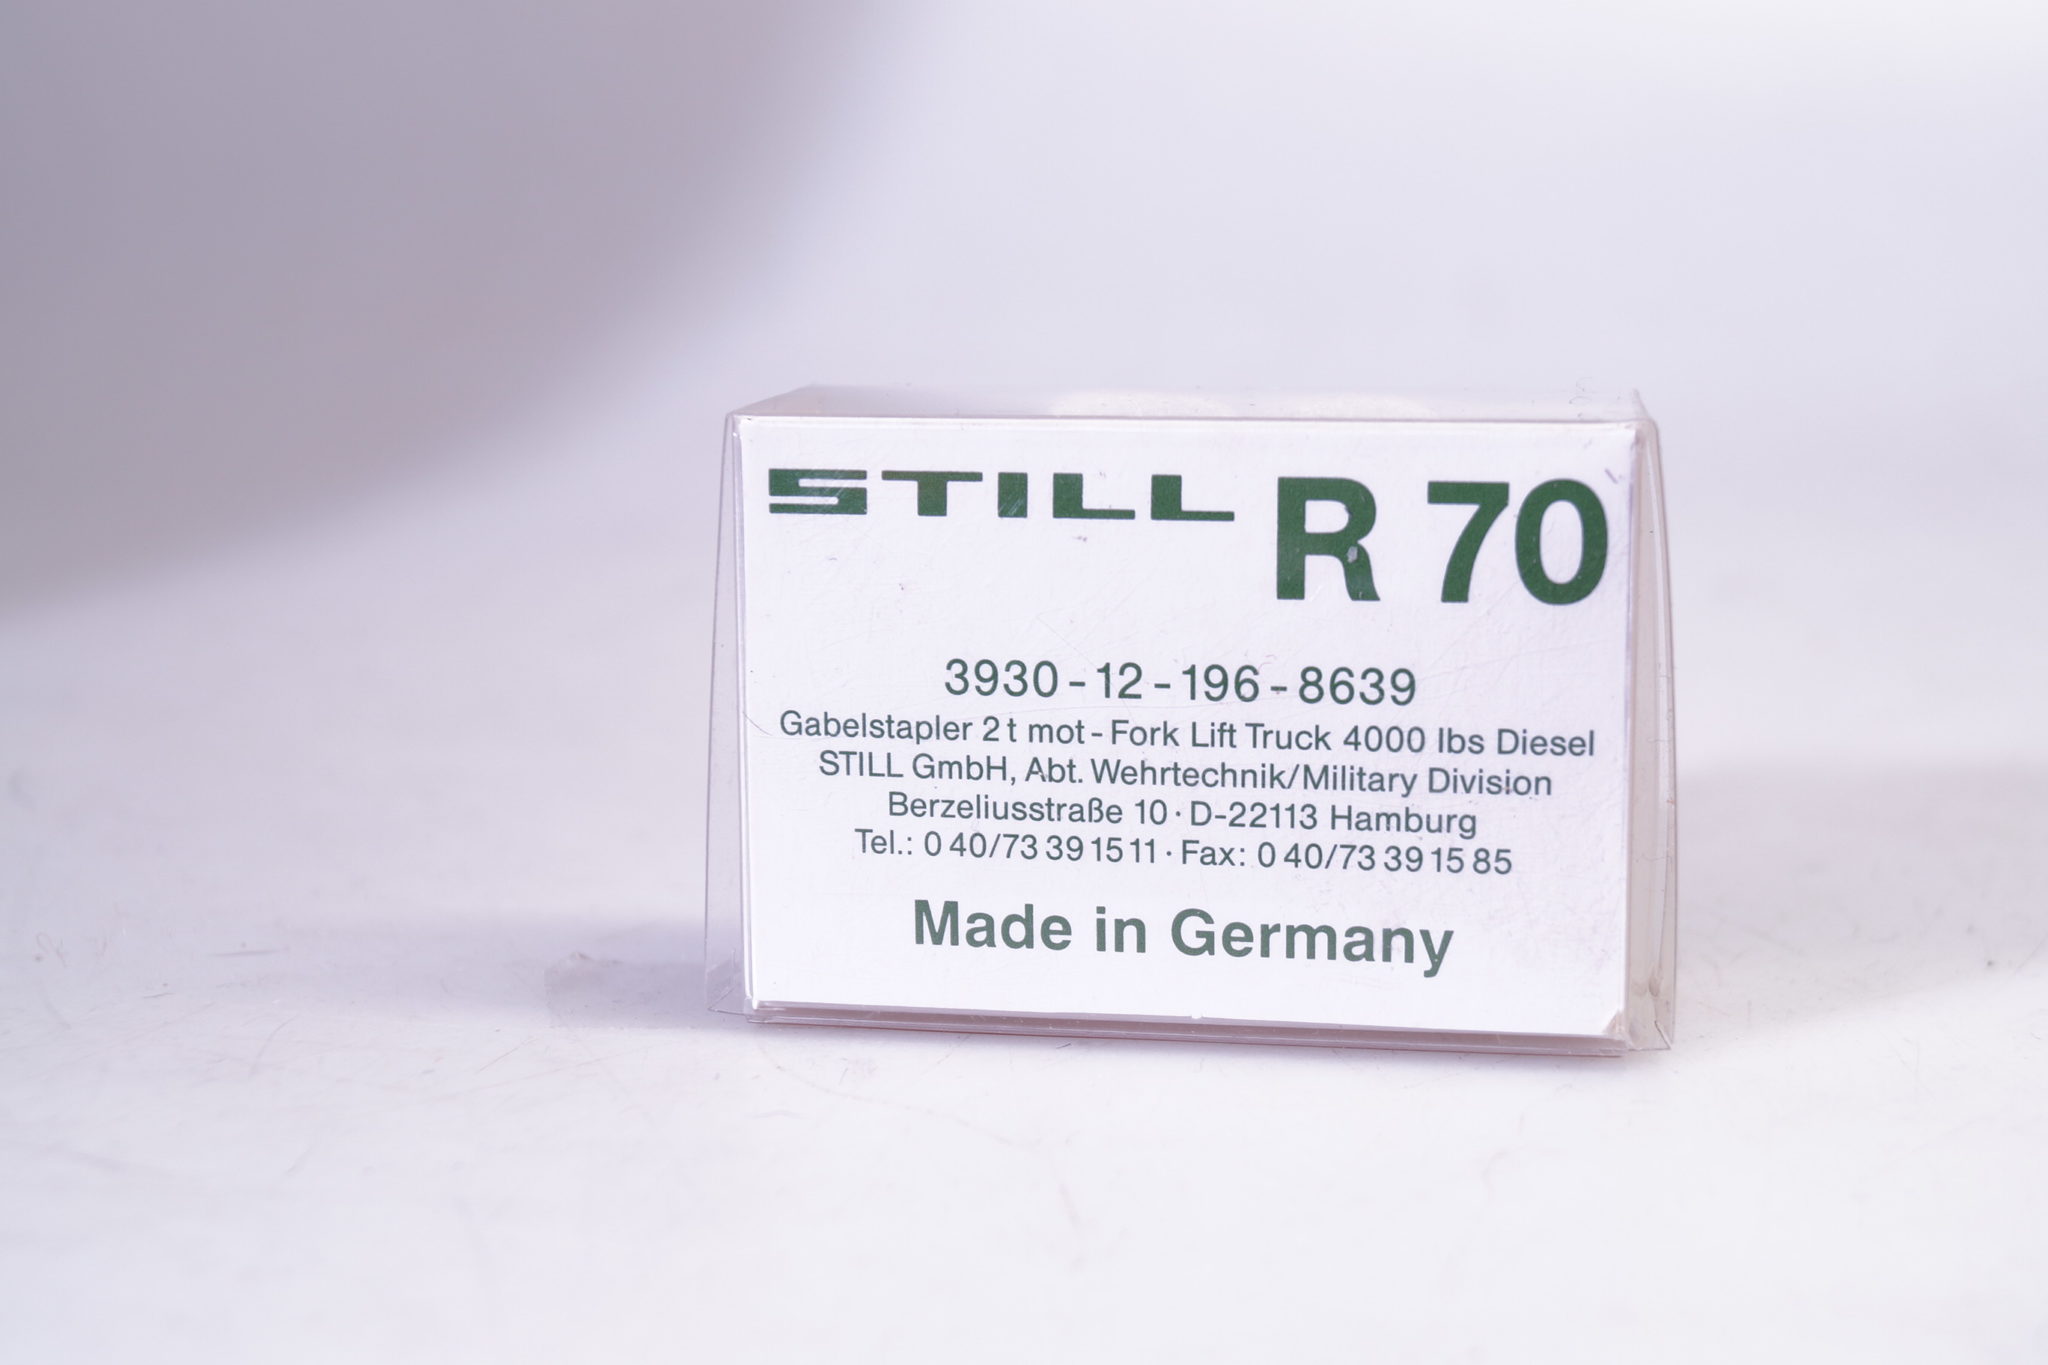 STILL R 70
3930-12-196-8639
Gabelstapler 2 t mot - Fork Lift Truck 4000 lbs Diesel
STILL GmbH, Abt. Wehrtechnik/Military Division
Berzeliusstraße 10 · D-22113 Hamburg
Tel.: 0 40/73 39 15 11 · Fax: 0 40/73 39 15 85
Made in Germany